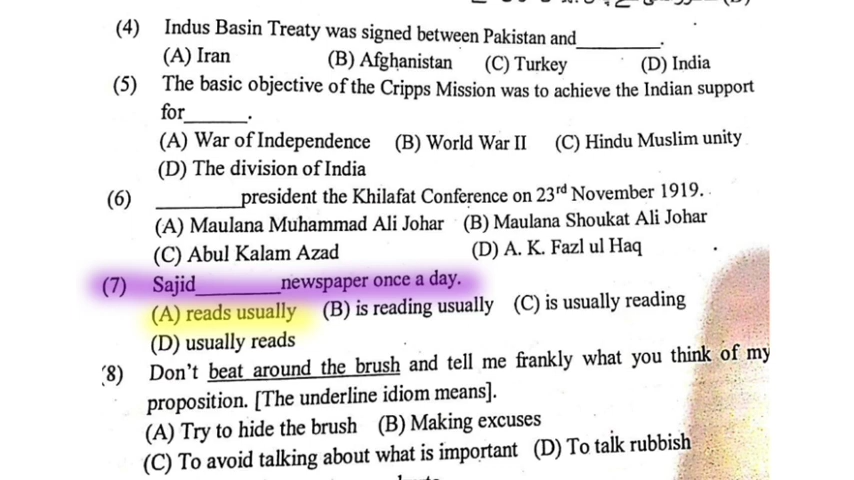 (4) Indus Basin Treaty was signed between Pakistan and________.
(A) Iran (B) Afghanistan (C) Turkey (D) India
(5) The basic objective of the Cripps Mission was to achieve the Indian support
for______.
(A) War of Independence (B) World War II (C) Hindu Muslim unity
(D) The division of India
(6) ________president the Khilafat Conference on 23rd November 1919.
(A) Maulana Muhammad Ali Johar (B) Maulana Shoukat Ali Johar
(C) Abul Kalam Azad (D) A. K. Fazl ul Haq
(7) Sajid________newspaper once a day.
(A) reads usually (B) is reading usually (C) is usually reading
(D) usually reads
(8) Don't beat around the brush and tell me frankly what you think of my
proposition. [The underline idiom means].
(A) Try to hide the brush (B) Making excuses
(C) To avoid talking about what is important (D) To talk rubbish